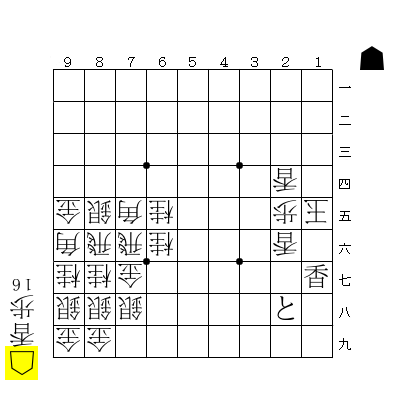 9 8 7 6 5 4 3 2 1
一
二
三
香 四
金 銀 角 桂 歩 王 五
角 飛 飛 桂 香 六
桂 桂 金 香 七
銀 銀 銀 と 八
金 金 九
香歩16